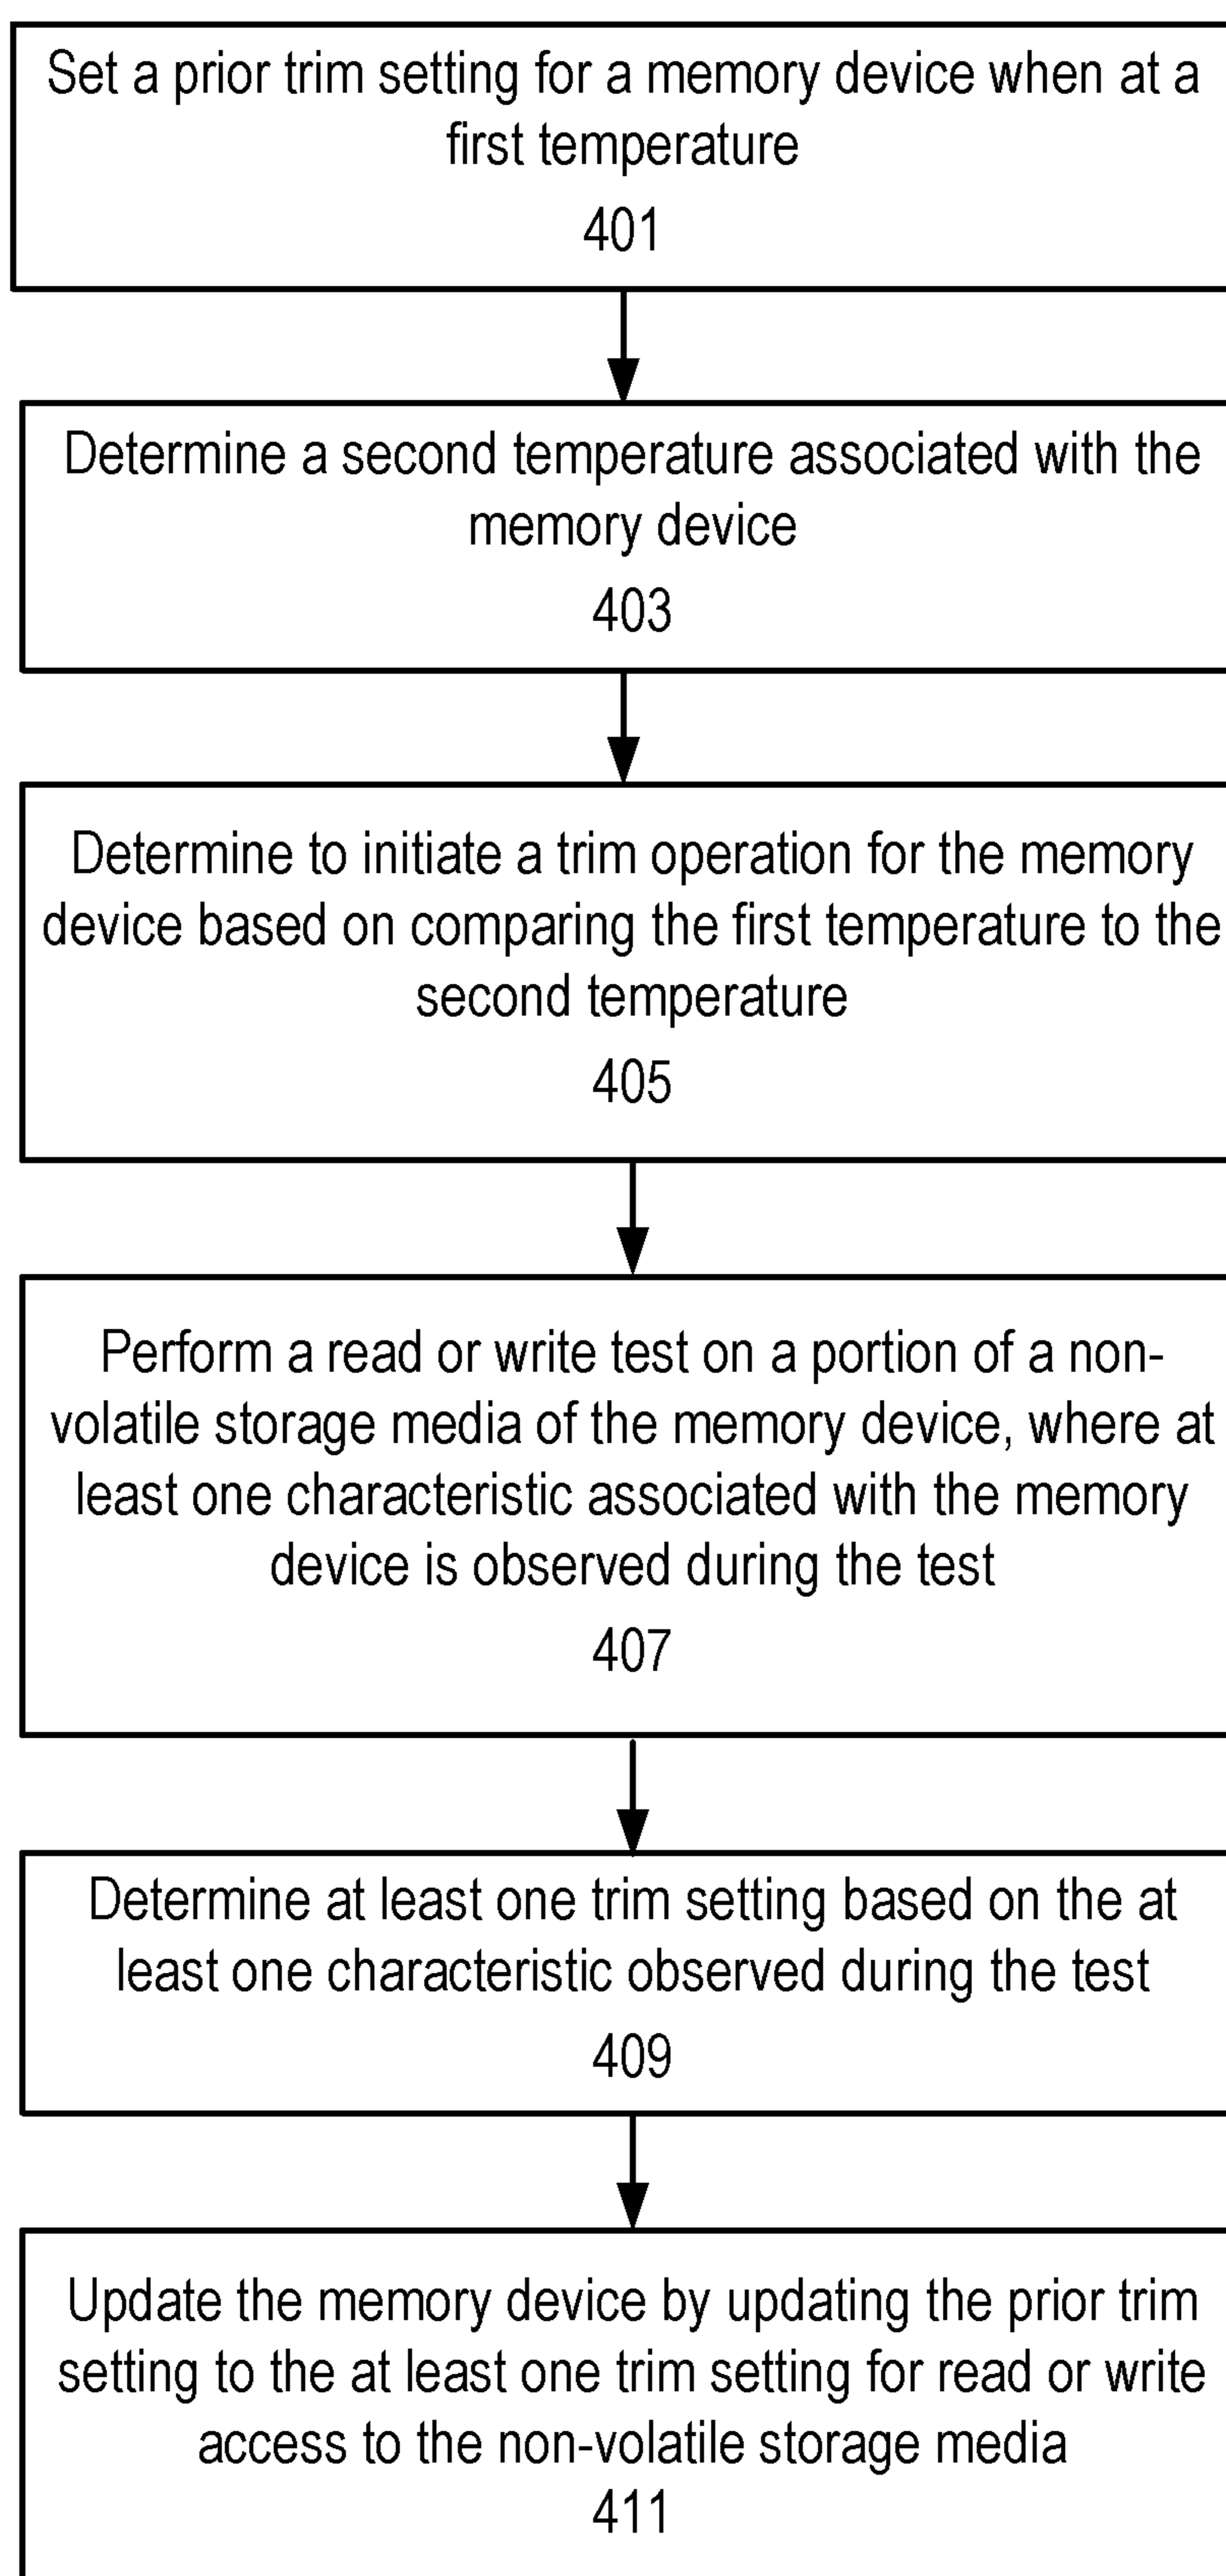 Set a prior trim setting for a memory device when at a
first temperature
401
Determine a second temperature associated with the
memory device
403
Determine to initiate a trim operation for the memory
device based on comparing the first temperature to the
second temperature
405
Perform a read or write test on a portion of a non-
volatile storage media of the memory device, where at
least one characteristic associated with the memory
device is observed during the test
407
Determine at least one trim setting based on the at
least one characteristic observed during the test
409
Update the memory device by updating the prior trim
setting to the at least one trim setting for read or write
access to the non-volatile storage media
411